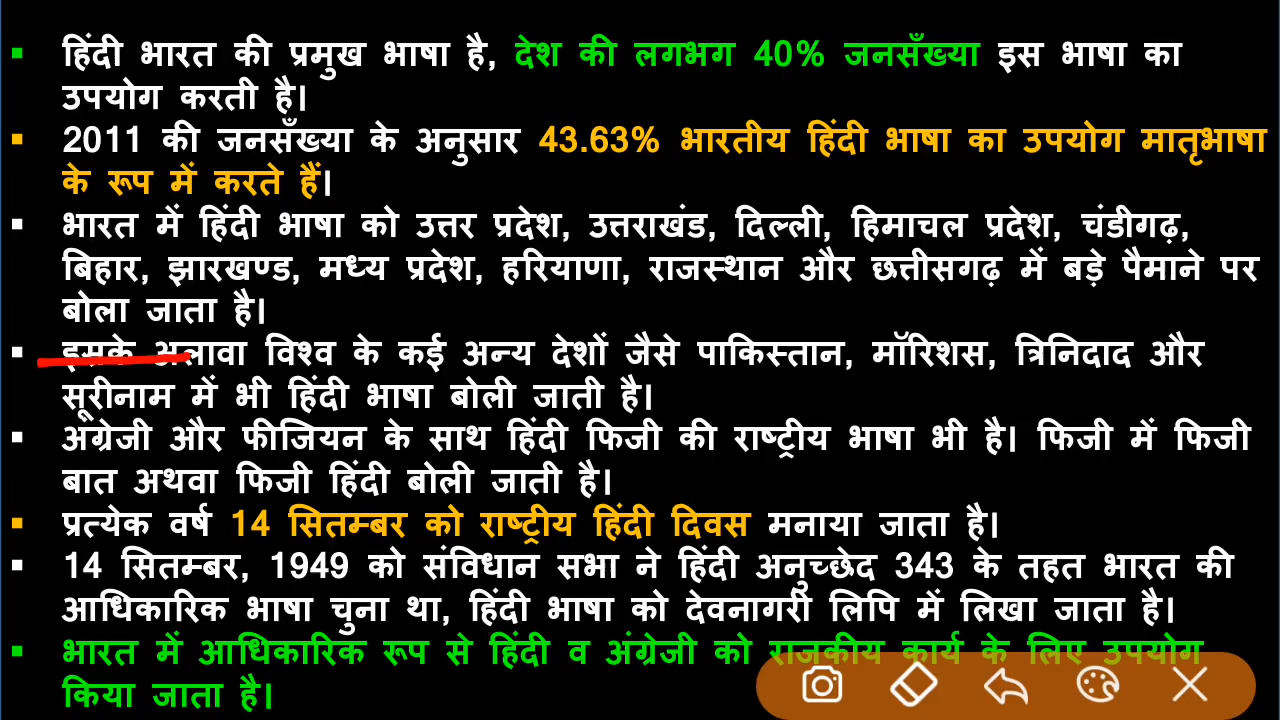 ▪ हिंदी भारत की प्रमुख भाषा है, देश की लगभग 40% जनसँख्या इस भाषा का
उपयोग करती है।
▪ 2011 की जनसँख्या के अनुसार 43.63% भारतीय हिंदी भाषा का उपयोग मातृभाषा
के रूप में करते हैं।
▪ भारत में हिंदी भाषा को उत्तर प्रदेश, उत्तराखंड, दिल्ली, हिमाचल प्रदेश, चंडीगढ़,
बिहार, झारखण्ड, मध्य प्रदेश, हरियाणा, राजस्थान और छत्तीसगढ़ में बड़े पैमाने पर
बोला जाता है।
▪ इसके अलावा विश्व के कई अन्य देशों जैसे पाकिस्तान, मॉरिशस, त्रिनिदाद और
सूरीनाम में भी हिंदी भाषा बोली जाती है।
▪ अंग्रेजी और फीजियन के साथ हिंदी फिजी की राष्ट्रीय भाषा भी है। फिजी में फिजी
बात अथवा फिजी हिंदी बोली जाती है।
▪ प्रत्येक वर्ष 14 सितम्बर को राष्ट्रीय हिंदी दिवस मनाया जाता है।
▪ 14 सितम्बर, 1949 को संविधान सभा ने हिंदी अनुच्छेद 343 के तहत भारत की
आधिकारिक भाषा चुना था, हिंदी भाषा को देवनागरी लिपि में लिखा जाता है।
▪ भारत में आधिकारिक रूप से हिंदी व अंग्रेजी को राजकीय कार्य के लिए उपयोग
किया जाता है।